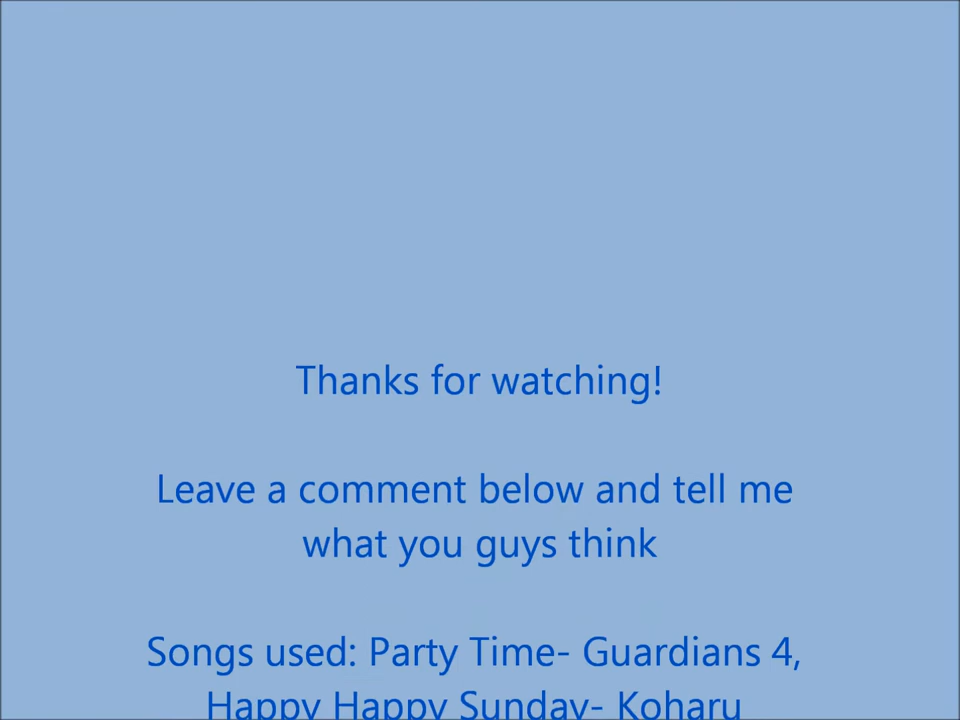 Thanks for watching!
Leave a comment below and tell me
what you guys think
Songs used: Party Time- Guardians 4,
Happy Happy Sunday- Koharu